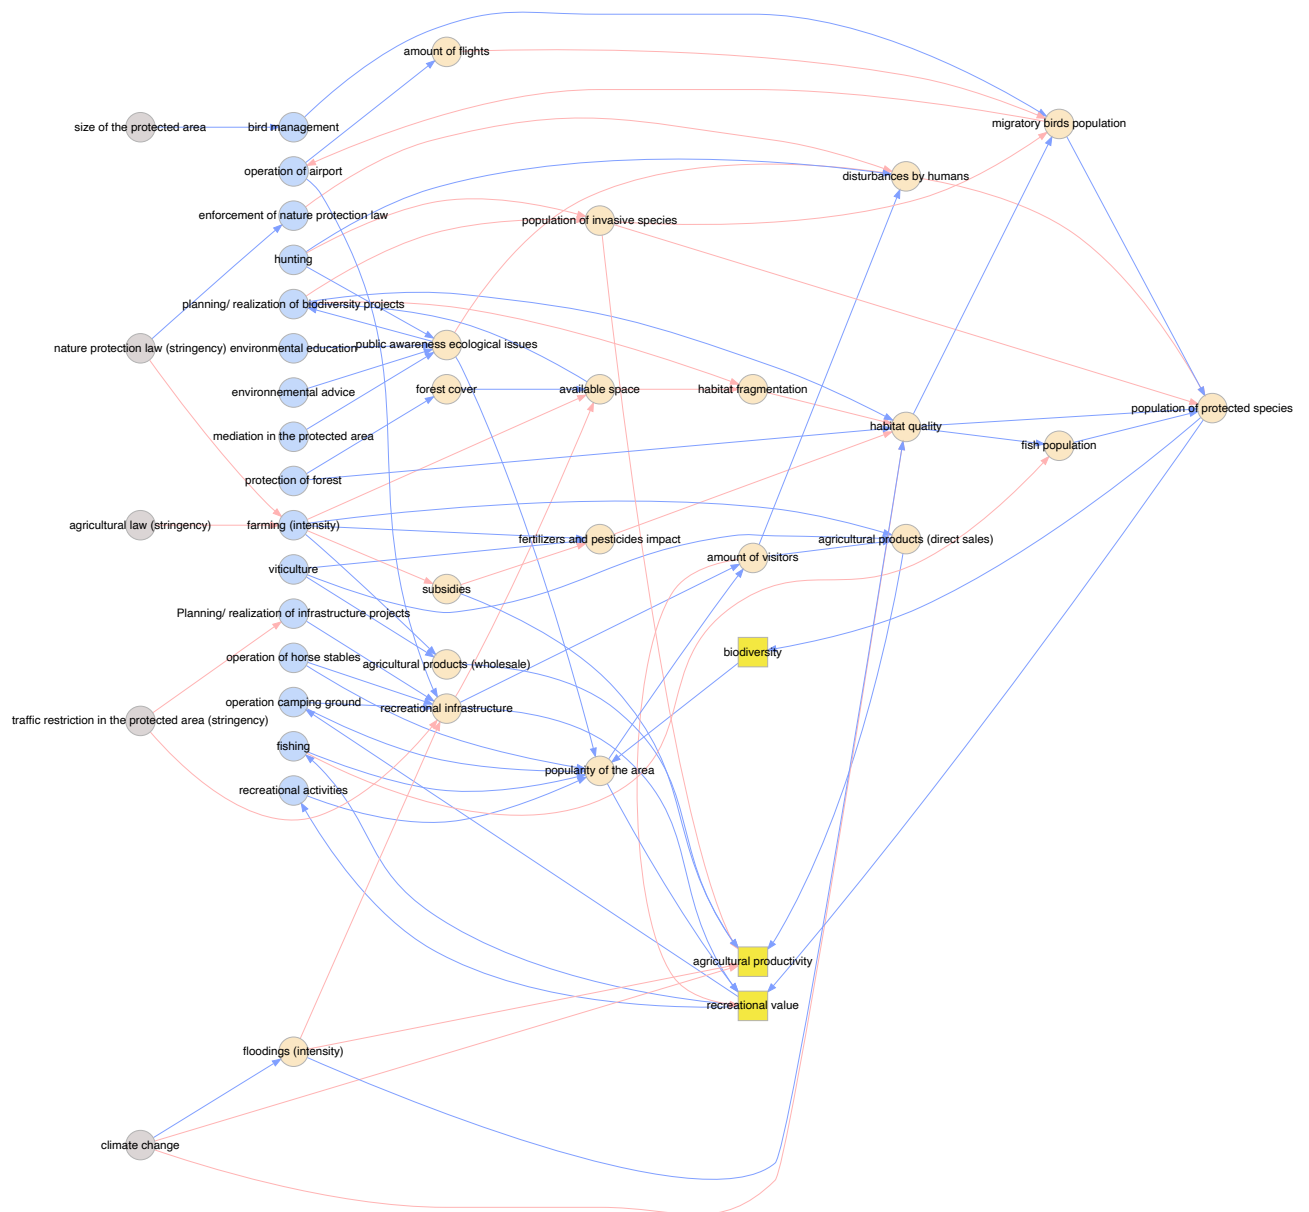 amount of flights
size of the protected area
bird management
migratory birds population
operation of airport
disturbances by humans
enforcement of nature protection law
population of invasive species
hunting
planning/ realization of biodiversity projects
nature protection law (stringency)
environmental education
public awareness ecological issues
environnemental advice
forest cover
available space
habitat fragmentation
population of protected species
mediation in the protected area
habitat quality
fish population
protection of forest
agricultural law (stringency)
farming (intensity)
fertilizers and pesticides impact
agricultural products (direct sales)
amount of visitors
viticulture
subsidies
Planning/ realization of infrastructure projects
biodiversity
operation of horse stables
agricultural products (wholesale)
operation camping ground
recreational infrastructure
traffic restriction in the protected area (stringency)
fishing
popularity of the area
recreational activities
agricultural productivity
recreational value
floodings (intensity)
climate change